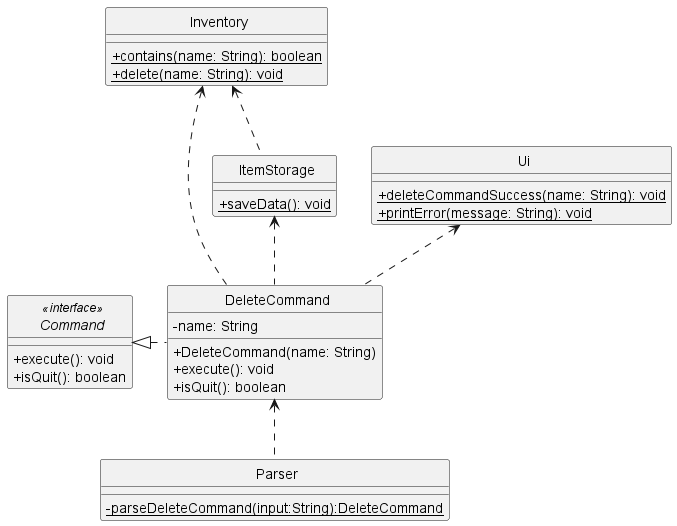 Inventory
+contains(name: String): boolean
+delete(name: String): void
ItemStorage
+saveData(): void
Ui
+deleteCommandSuccess(name: String): void
+printError(message: String): void
«interface»
Command
+execute(): void
+isQuit(): boolean
DeleteCommand
-name: String
+DeleteCommand(name: String)
+execute(): void
+isQuit(): boolean
Parser
-parseDeleteCommand(input:String):DeleteCommand